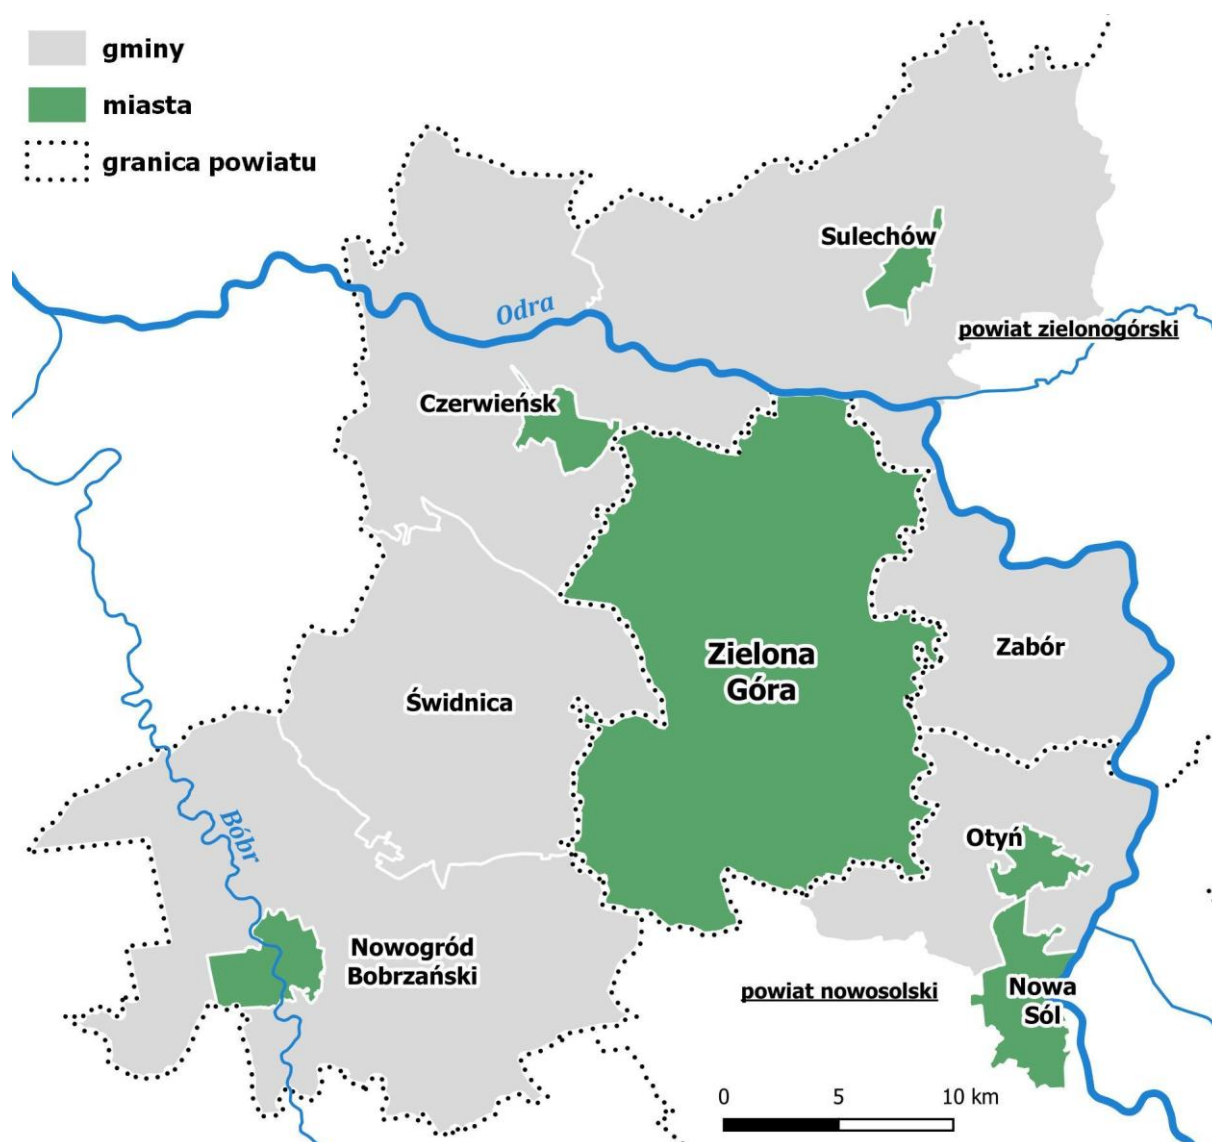 gminy
miasta
granica powiatu
Sulechów
Odra
powiat zielonogórski
Czerwieńsk
Zielona
Góra
Zabór
Świdnica
Bóbr
Otyń
Nowogród
Bobrzański
powiat nowosolski
Nowa
Sól
0 5 10 km